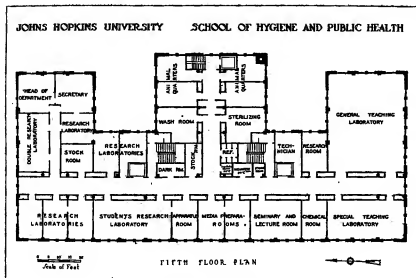 JOHNS HOPKINS UNIVERSITY SCHOOL OF HYGIENE AND PUBLIC HEALTH
HEAD OF
DEPARTMENT
SECRETARY
DOUBLE RESEARCH
LABORATORY
RESEARCH
LABORATORY
STOCK
ROOM
RESEARCH
LABORATORIES
ANIMAL
QUARTERS
ANIMAL
QUARTERS
WASH ROOM
STERILIZING
ROOM
DARK RM.
STOCK RM.
REF.
TECH-
NICIAN
RESEARCH
ROOM
GENERAL TEACHING
LABORATORY
RESEARCH
LABORATORIES
STUDENTS RESEARCH
LABORATORY
APPARATUS
ROOM
MEDIA PREPARA-
ROOMS
SEMINARY AND
LECTURE ROOM
CHEMICAL
ROOM
SPECIAL TEACHING
LABORATORY
Scale of Feet
FIFTH FLOOR PLAN